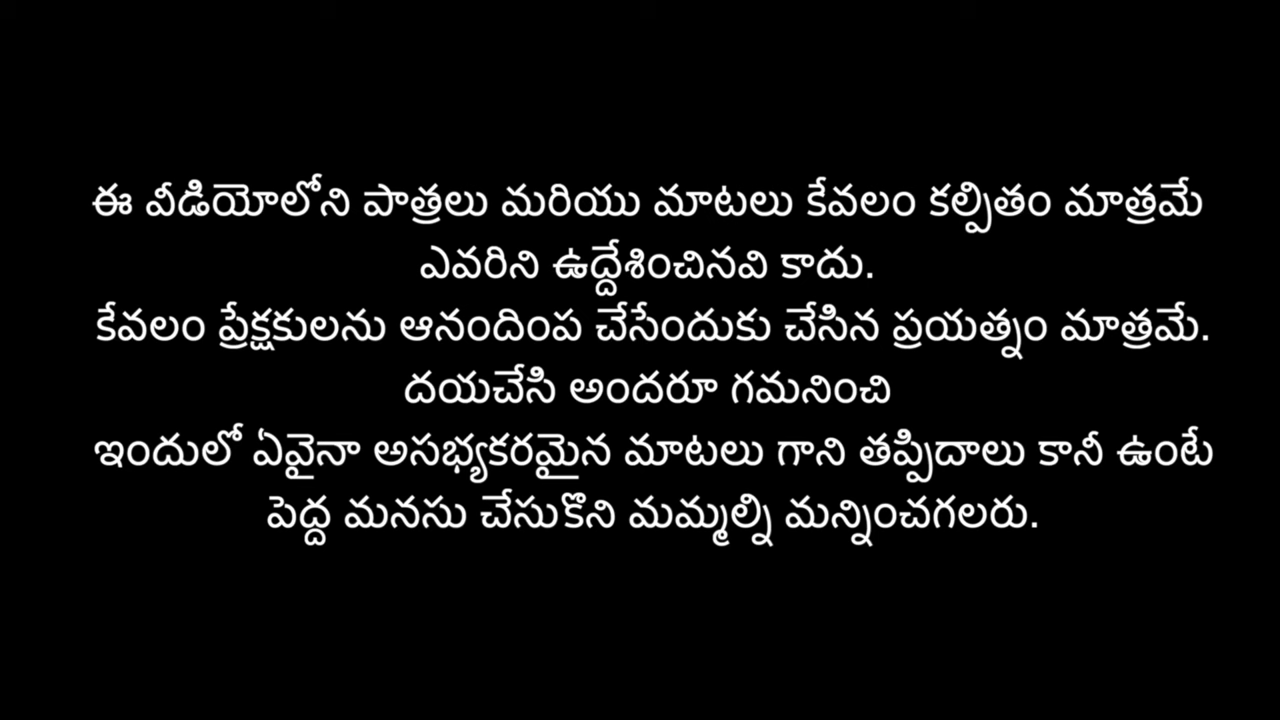 ఈ వీడియోలోని పాత్రలు మరియు మాటలు కేవలం కల్పితం మాత్రమే
ఎవరిని ఉద్దేశించినవి కాదు.
కేవలం ప్రేక్షకులను ఆనందింప చేసేందుకు చేసిన ప్రయత్నం మాత్రమే.
దయచేసి అందరూ గమనించి
ఇందులో ఏవైనా అసభ్యకరమైన మాటలు గాని తప్పిదాలు కానీ ఉంటే
పెద్ద మనసు చేసుకొని మమ్మల్ని మన్నించగలరు.